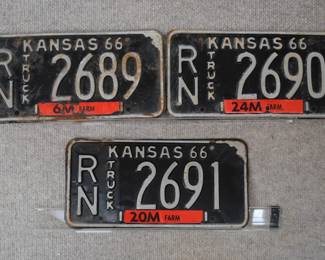 KANSAS 66
RN TRUCK 2689
6M FARM
KANSAS 66
RN TRUCK 2690
24M FARM
KANSAS 66
RN TRUCK 2691
20M FARM